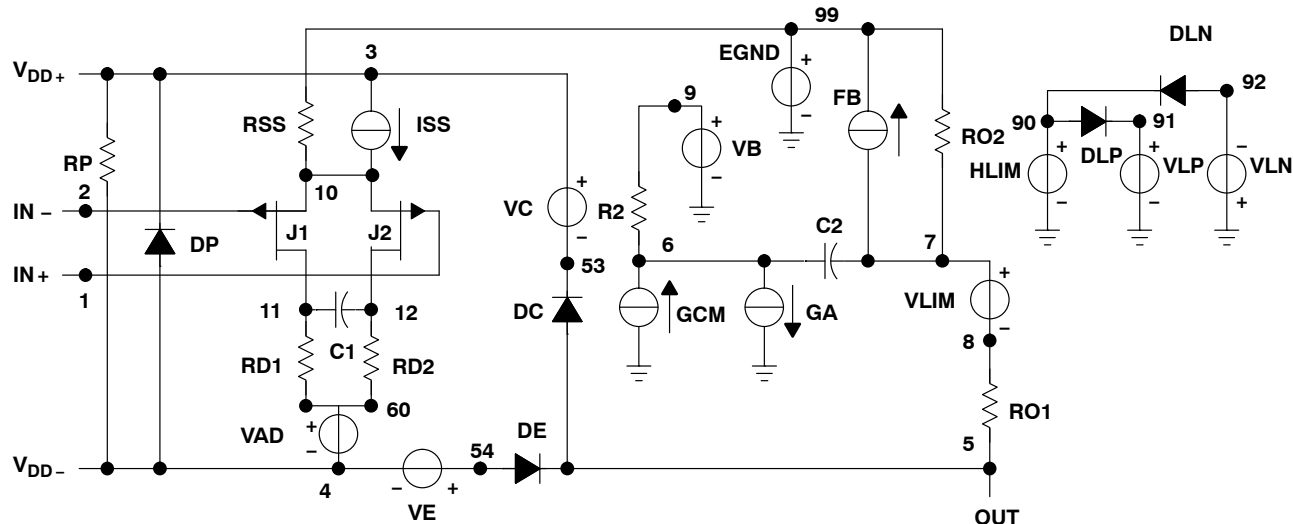 99
DLN
3
EGND
+
92
VDD+
9
FB
ISS
+
–
RSS
VB
–
90
91
RO2
DLP
+
+
–
RP
HLIM
VLP
VLN
2
10
+
–
–
+
IN –
VC
R2
J1
J2
–
C2
DP
6
7
IN +
53
+
1
VLIM
11
12
DC
GCM
GA
–
C1
8
RD1
RD2
60
RO1
+
VAD
DE
–
54
5
VDD –
4
–
+
VE
OUT